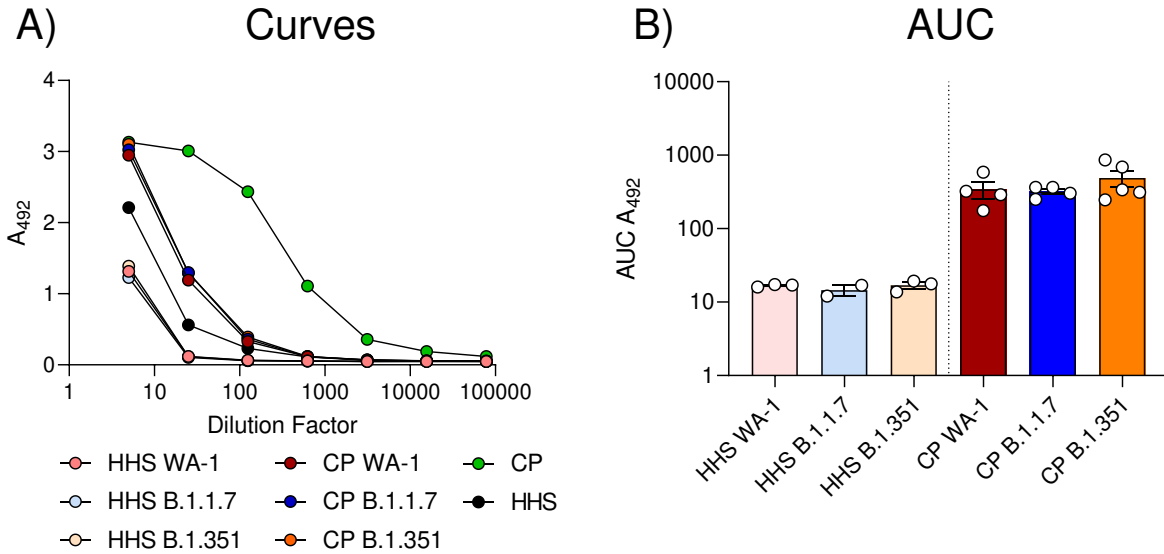 A) Curves
4
3
2
1
0
A492
1 10 100 1000 10000 100000
Dilution Factor
HHS WA-1 CP WA-1 CP
HHS B.1.1.7 CP B.1.1.7 HHS
HHS B.1.351 CP B.1.351
B) AUC
10000
1000
100
10
1
AUC A492
HHS WA-1
HHS B.1.1.7
HHS B.1.351
CP WA-1
CP B.1.1.7
CP B.1.351